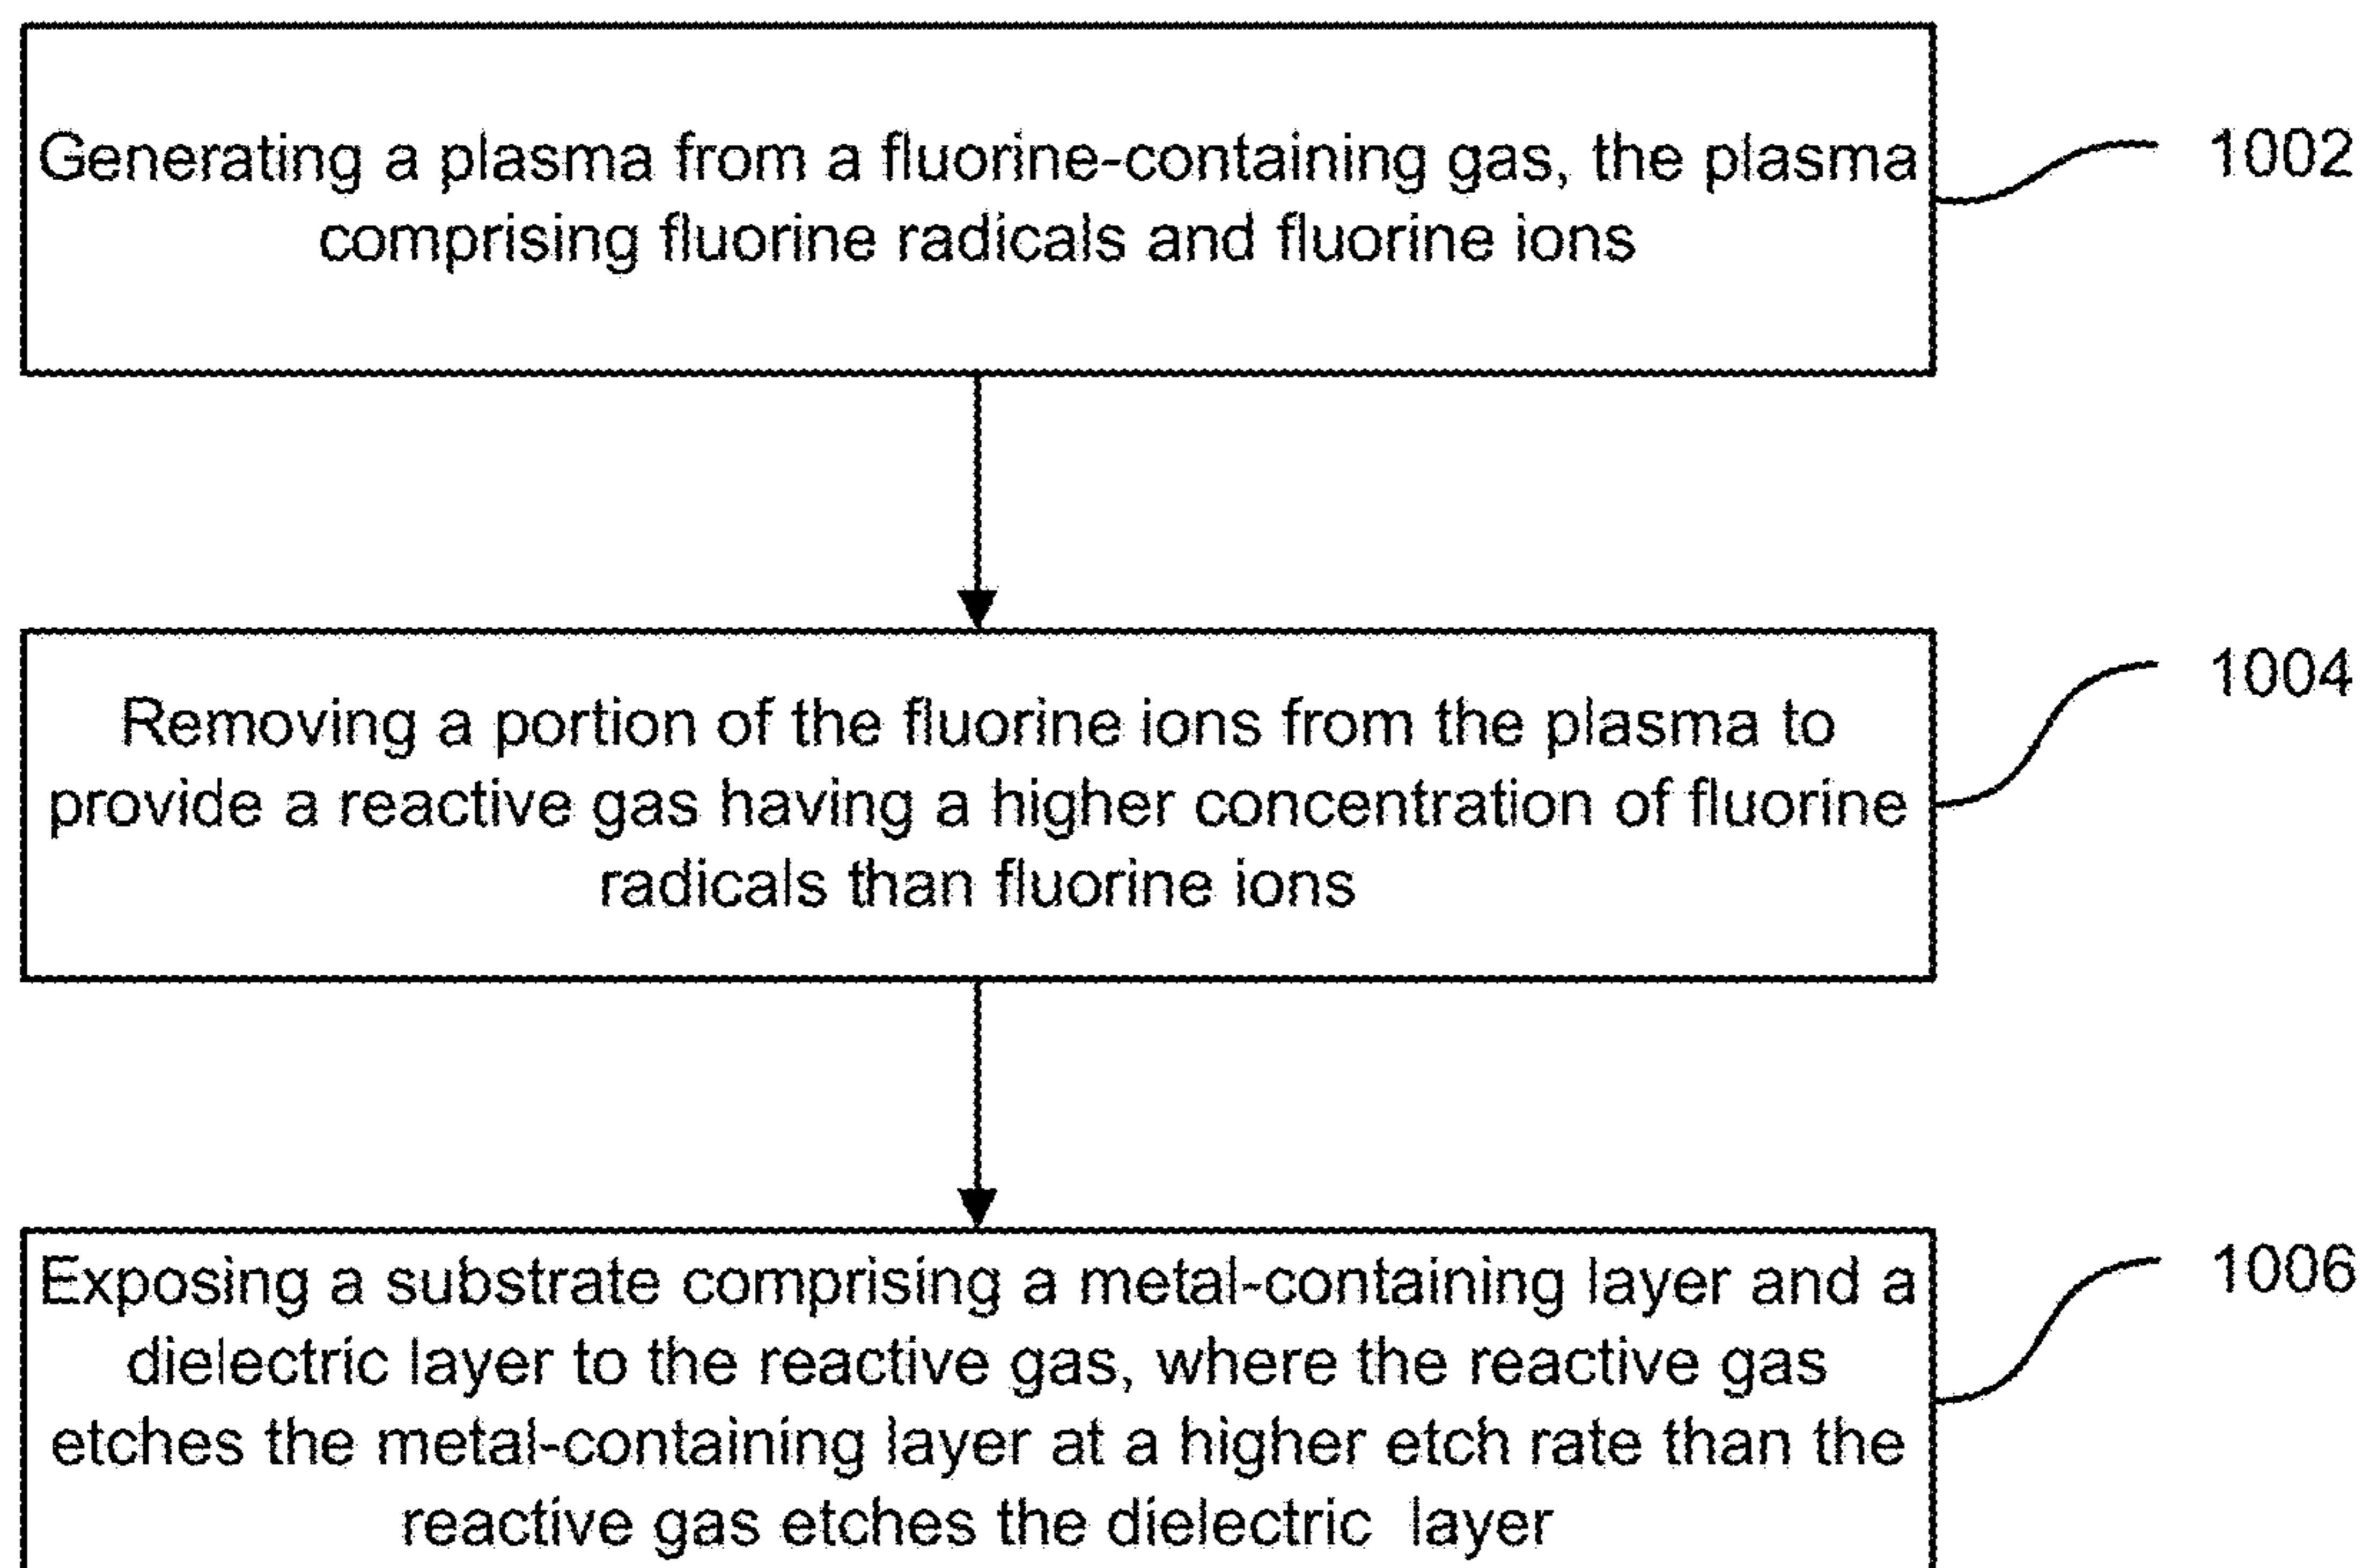 Generating a plasma from a fluorine-containing gas, the plasma
comprising fluorine radicals and fluorine ions
1002
Removing a portion of the fluorine ions from the plasma to
provide a reactive gas having a higher concentration of fluorine
radicals than fluorine ions
1004
Exposing a substrate comprising a metal-containing layer and a
dielectric layer to the reactive gas, where the reactive gas
etches the metal-containing layer at a higher etch rate than the
reactive gas etches the dielectric layer
1006